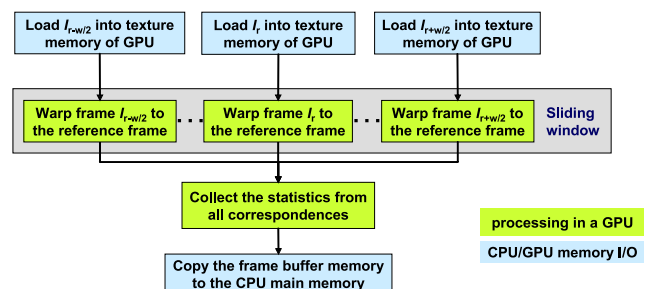 Load I_{r-w/2} into texture
memory of GPU
Load I_r into texture
memory of GPU
Load I_{r+w/2} into texture
memory of GPU
Warp frame I_{r-w/2} to
the reference frame
...
Warp frame I_r to
the reference frame
...
Warp frame I_{r+w/2} to
the reference frame
Sliding
window
Collect the statistics from
all correspondences
processing in a GPU
CPU/GPU memory I/O
Copy the frame buffer memory
to the CPU main memory